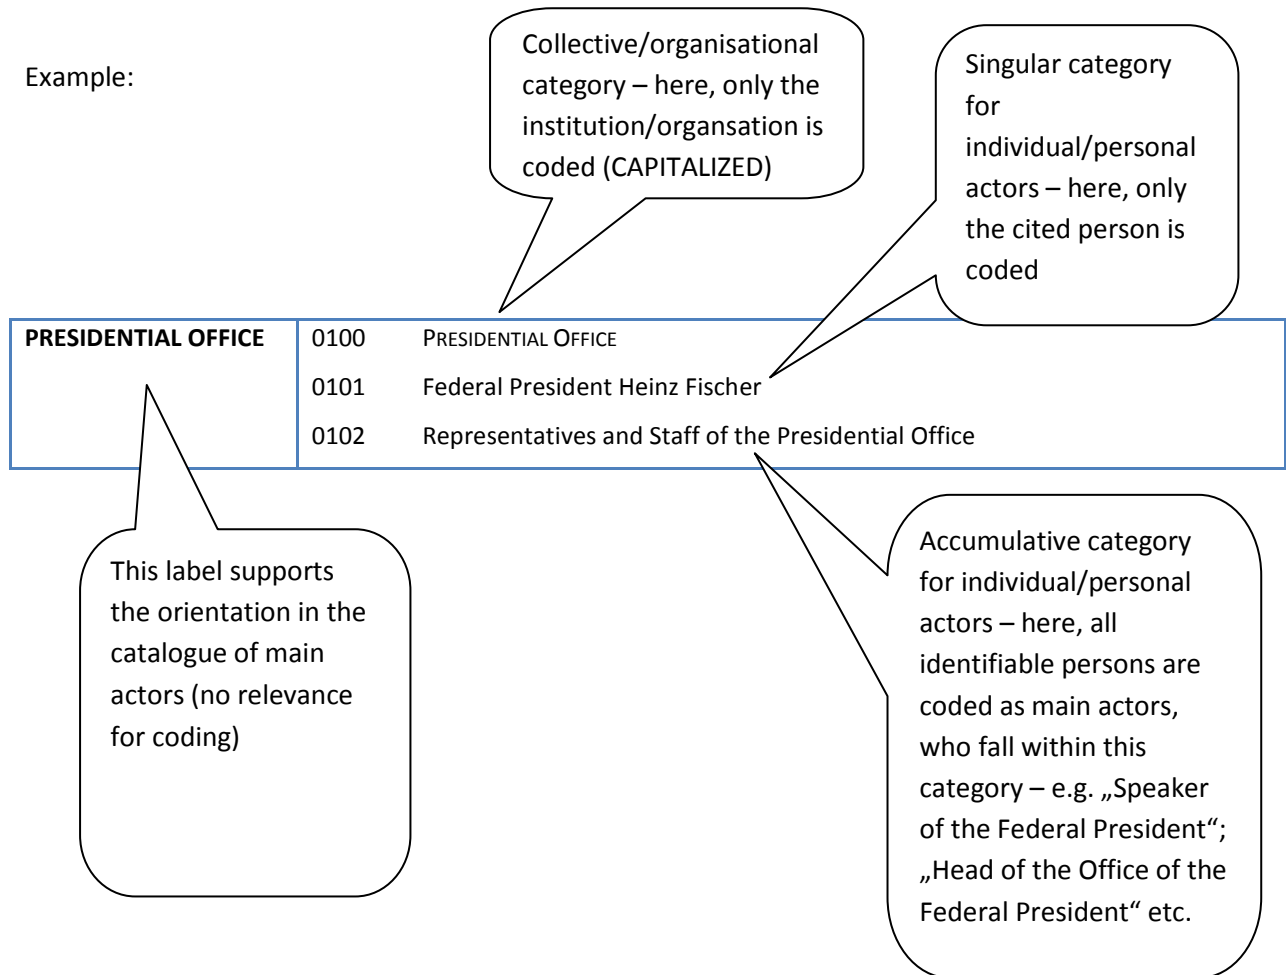 Example:
Collective/organisational
category – here, only the
institution/organsation is
coded (CAPITALIZED)
Singular category
for
individual/personal
actors – here, only
the cited person is
coded
PRESIDENTIAL OFFICE
0100 PRESIDENTIAL OFFICE
0101 Federal President Heinz Fischer
0102 Representatives and Staff of the Presidential Office
This label supports
the orientation in the
catalogue of main
actors (no relevance
for coding)
Accumulative category
for individual/personal
actors – here, all
identifiable persons are
coded as main actors,
who fall within this
category – e.g. „Speaker
of the Federal President“;
„Head of the Office of the
Federal President“ etc.